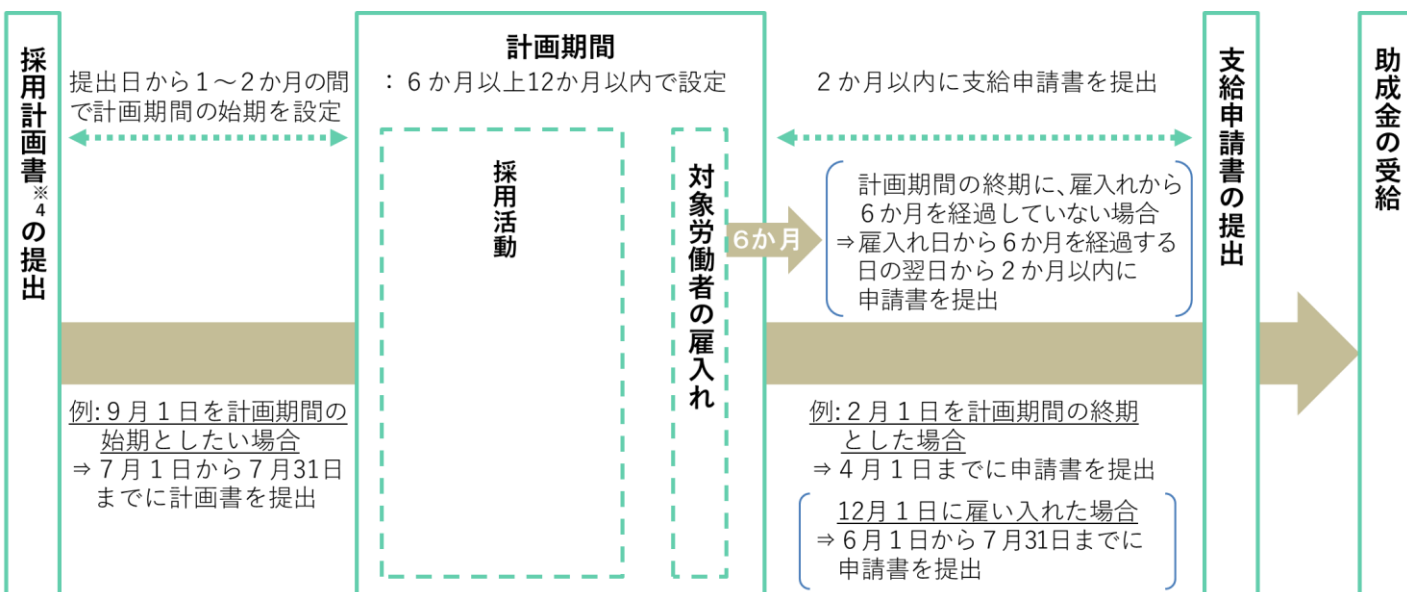 採用計画書※4の提出
提出日から１～２か月の間
で計画期間の始期を設定
例:９月１日を計画期間の
始期としたい場合
⇒７月１日から７月31日
までに計画書を提出
計画期間
：６か月以上12か月以内で設定
採用活動
対象労働者の雇入れ
６か月
２か月以内に支給申請書を提出
計画期間の終期に、雇入れから
６か月を経過していない場合
⇒雇入れ日から６か月を経過する
日の翌日から２か月以内に
申請書を提出
例:２月１日を計画期間の終期
とした場合
⇒４月１日までに申請書を提出
12月１日に雇い入れた場合
⇒６月１日から７月31日までに
申請書を提出
支給申請書の提出
助成金の受給